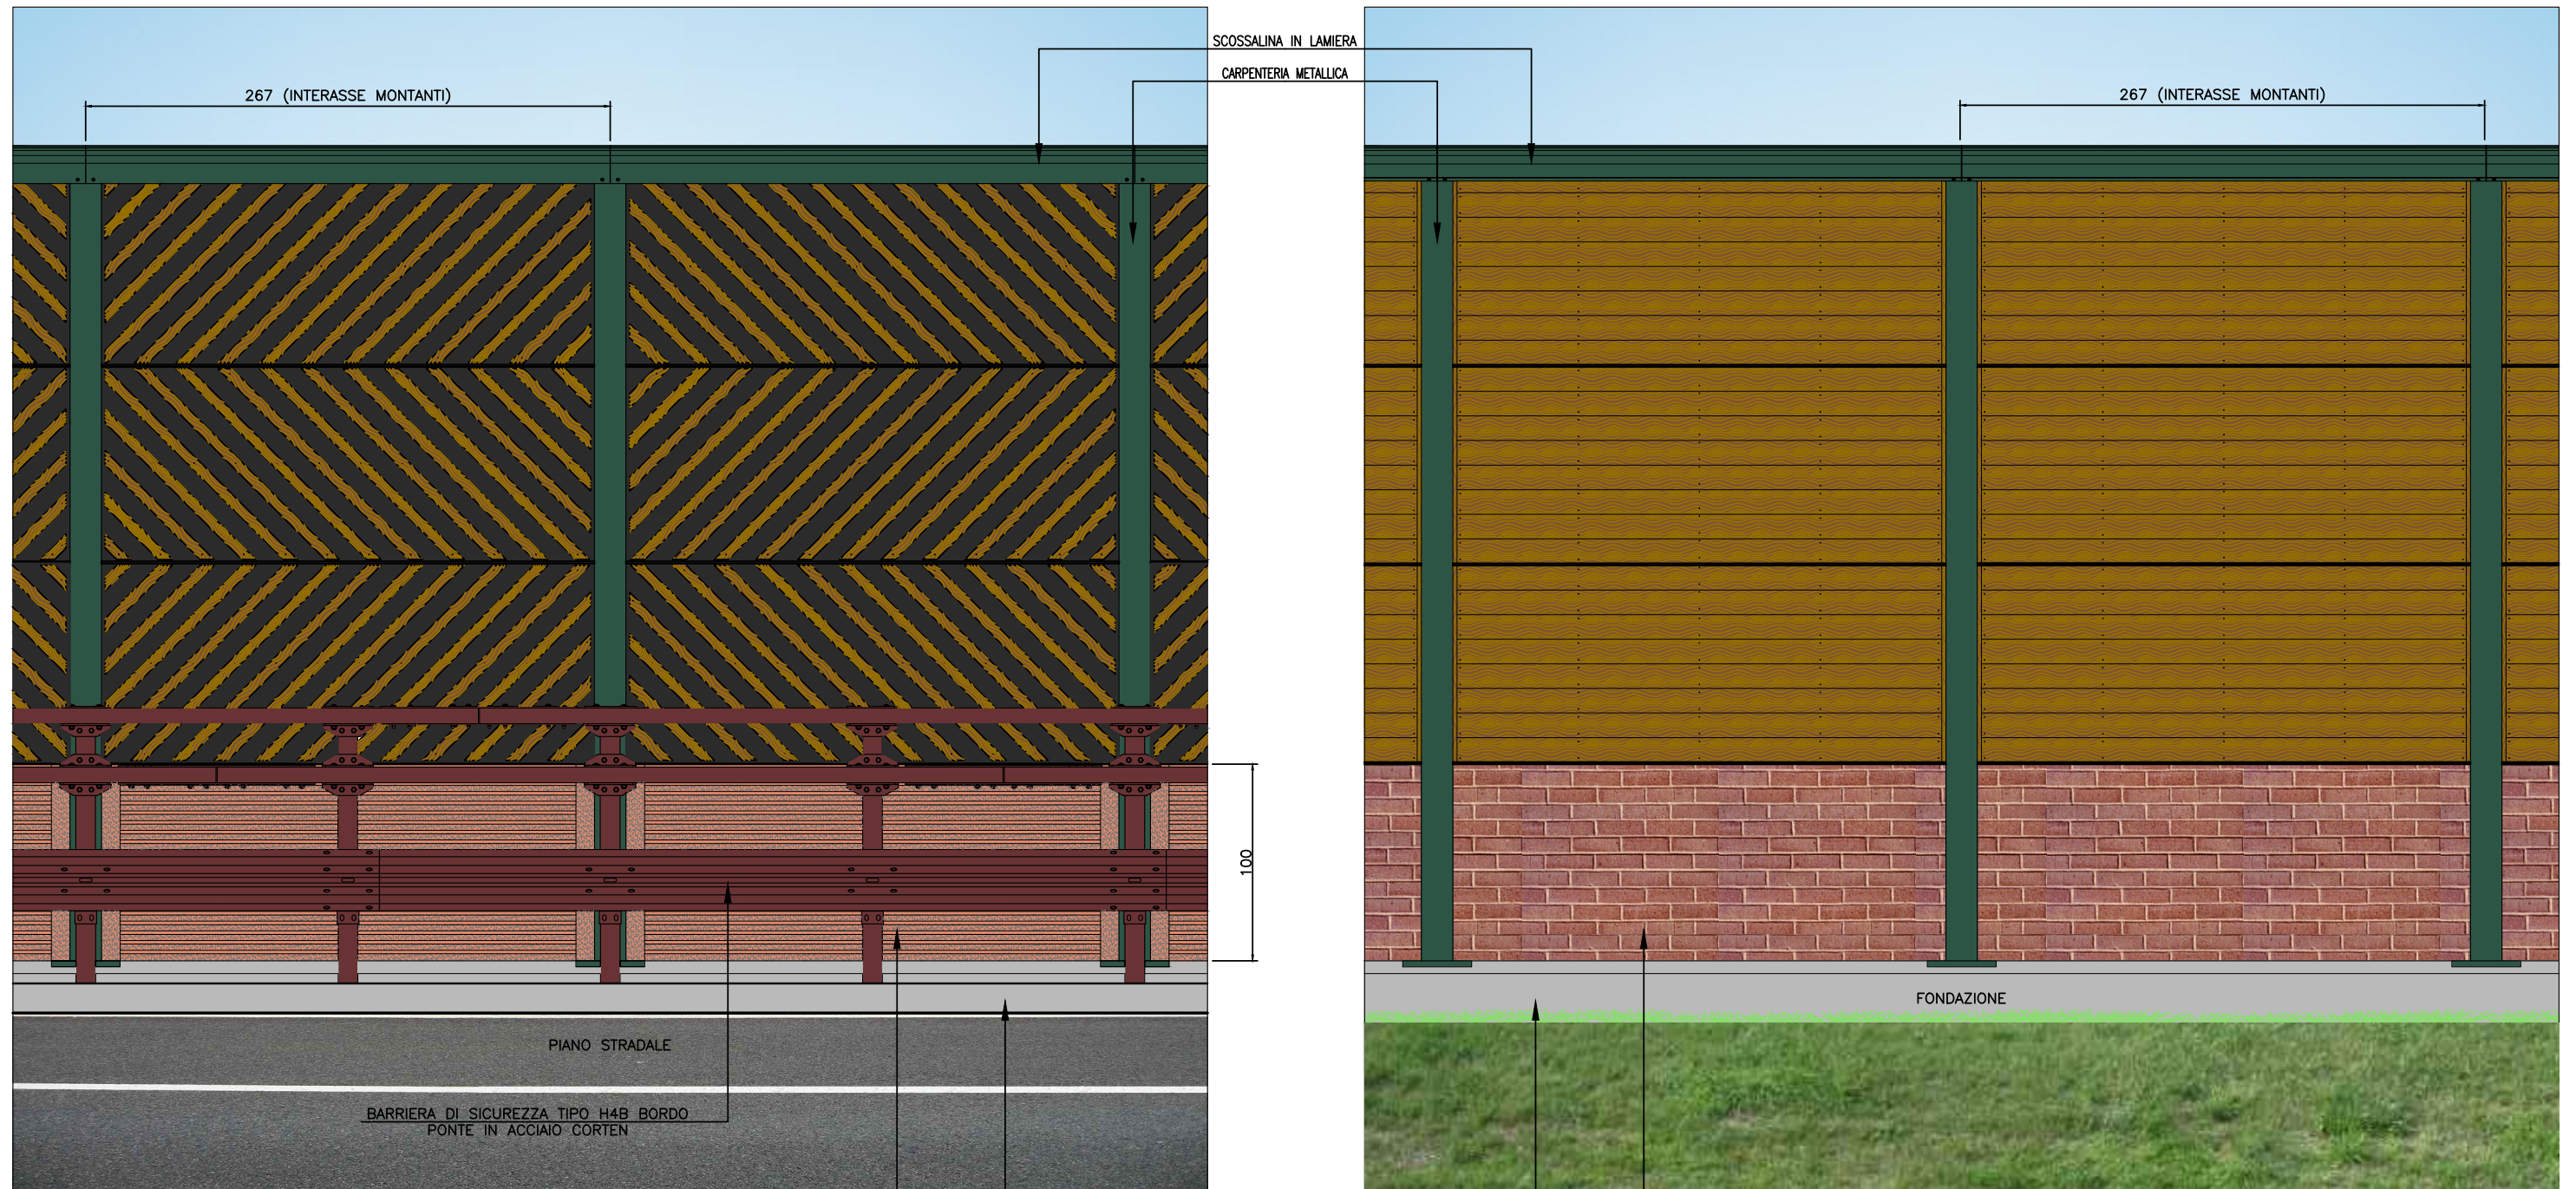 SCOSSALINA IN LAMIERA
CARPENTERIA METALLICA
267 (INTERASSE MONTANTI)
267 (INTERASSE MONTANTI)
100
FONDAZIONE
PIANO STRADALE
BARRIERA DI SICUREZZA TIPO H4B BORDO
PONTE IN ACCIAIO CORTEN